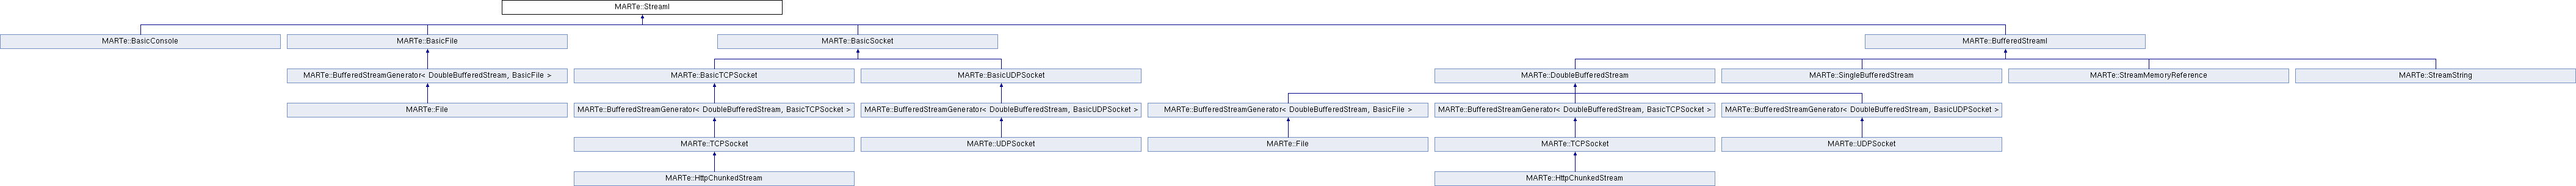 MARTe::StreamI
MARTe::BasicConsole
MARTe::BasicFile
MARTe::BasicSocket
MARTe::BufferedStreamI
MARTe::BufferedStreamGenerator< DoubleBufferedStream, BasicFile >
MARTe::BasicTCPSocket
MARTe::BasicUDPSocket
MARTe::DoubleBufferedStream
MARTe::SingleBufferedStream
MARTe::StreamMemoryReference
MARTe::StreamString
MARTe::File
MARTe::BufferedStreamGenerator< DoubleBufferedStream, BasicTCPSocket >
MARTe::BufferedStreamGenerator< DoubleBufferedStream, BasicUDPSocket >
MARTe::BufferedStreamGenerator< DoubleBufferedStream, BasicFile >
MARTe::BufferedStreamGenerator< DoubleBufferedStream, BasicTCPSocket >
MARTe::BufferedStreamGenerator< DoubleBufferedStream, BasicUDPSocket >
MARTe::TCPSocket
MARTe::UDPSocket
MARTe::File
MARTe::TCPSocket
MARTe::UDPSocket
MARTe::HttpChunkedStream
MARTe::HttpChunkedStream